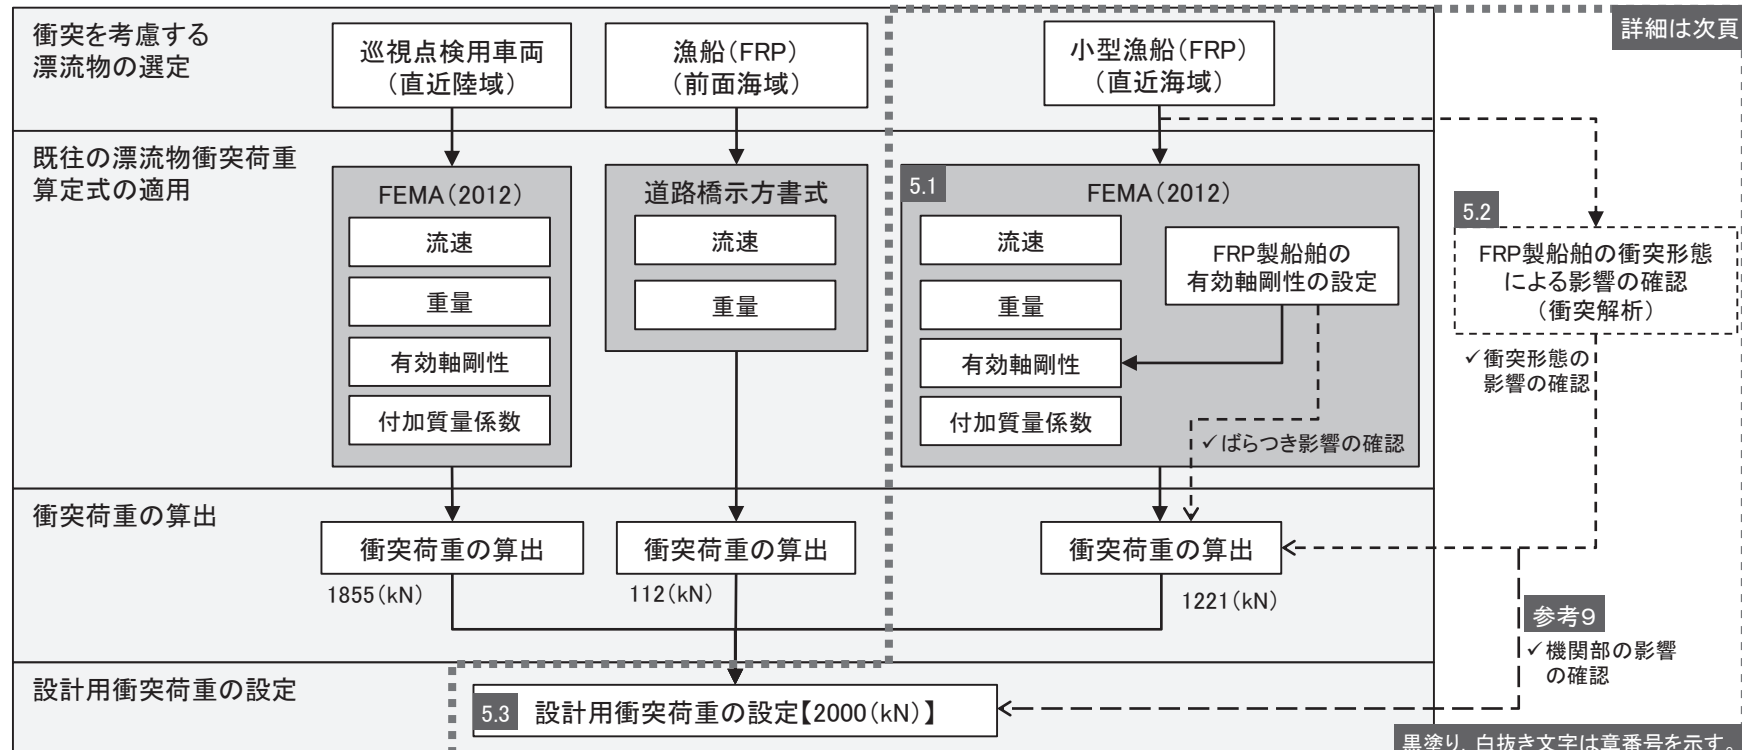 衝突を考慮する
漂流物の選定
巡視点検用車両
（直近陸域）
漁船（FRP）
（前面海域）
小型漁船（FRP）
（直近海域）
詳細は次頁
既往の漂流物衝突荷重
算定式の適用
FEMA（2012）
流速
重量
有効軸剛性
付加質量係数
道路橋示方書式
流速
重量
5.1
FEMA（2012）
流速
重量
有効軸剛性
付加質量係数
FRP製船舶の
有効軸剛性の設定
✓ばらつき影響の確認
5.2
FRP製船舶の衝突形態
による影響の確認
（衝突解析）
✓衝突形態の
影響の確認
衝突荷重の算出
衝突荷重の算出
1855（kN）
衝突荷重の算出
112（kN）
衝突荷重の算出
1221（kN）
参考9
✓機関部の影響
の確認
設計用衝突荷重の設定
5.3 設計用衝突荷重の設定【2000（kN）】
黒塗り，白抜き文字は章番号を示す。